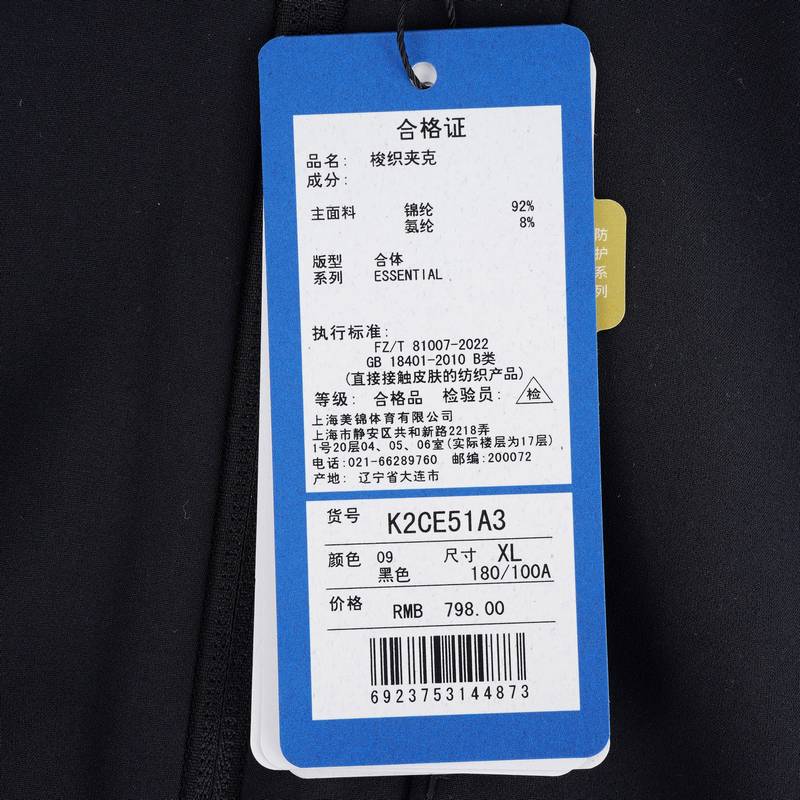 合格证
品名: 梭织夹克
成分:
主面料 锦纶 92%
氨纶 8%
版型 合体
系列 ESSENTIAL
执行标准:
FZ/T 81007-2022
GB 18401-2010 B类
(直接接触皮肤的纺织产品)
等级: 合格品 检验员: 检
上海美锦体育有限公司
上海市静安区共和新路2218弄
1号20层04、05、06室(实际楼层为17层)
电话:021-66289760 邮编:200072
产地: 辽宁省大连市
货号 K2CE51A3
颜色 09 尺寸 XL
黑色 180/100A
价格 RMB 798.00
6923753144873
防护系列